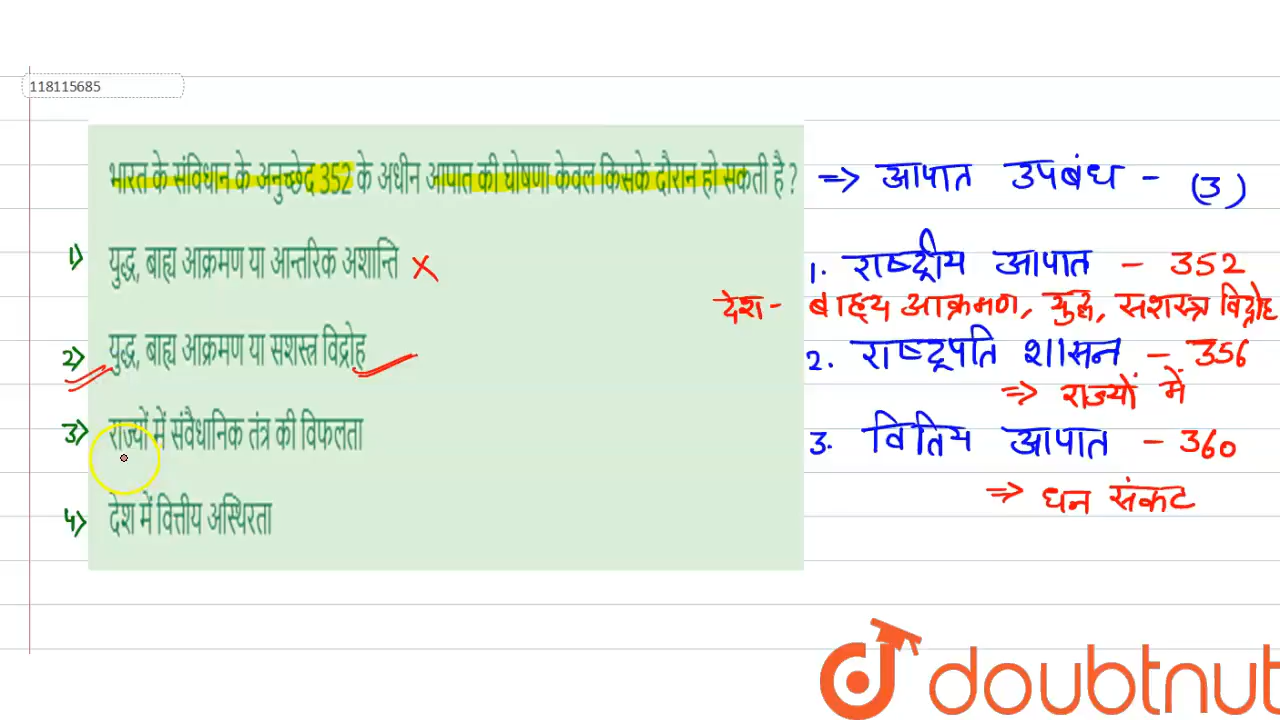 118115685
भारत के संविधान के अनुच्छेद 352 के अधीन आपात की घोषणा केवल किसके दौरान हो सकती है ?
1) युद्ध, बाह्य आक्रमण या आन्तरिक अशान्ति ×
2) युद्ध, बाह्य आक्रमण या सशस्त्र विद्रोह
3) राज्यों में संवैधानिक तंत्र की विफलता
4) देश में वित्तीय अस्थिरता
=> आपात उपबंध - (3)
1. राष्ट्रीय आपात - 352
देश - बाह्य आक्रमण, युद्ध, सशस्त्र विद्रोह
2. राष्ट्रपति शासन - 356
=> राज्यों में
3. वितिय आपात - 360
=> धन संकट
doubtnut